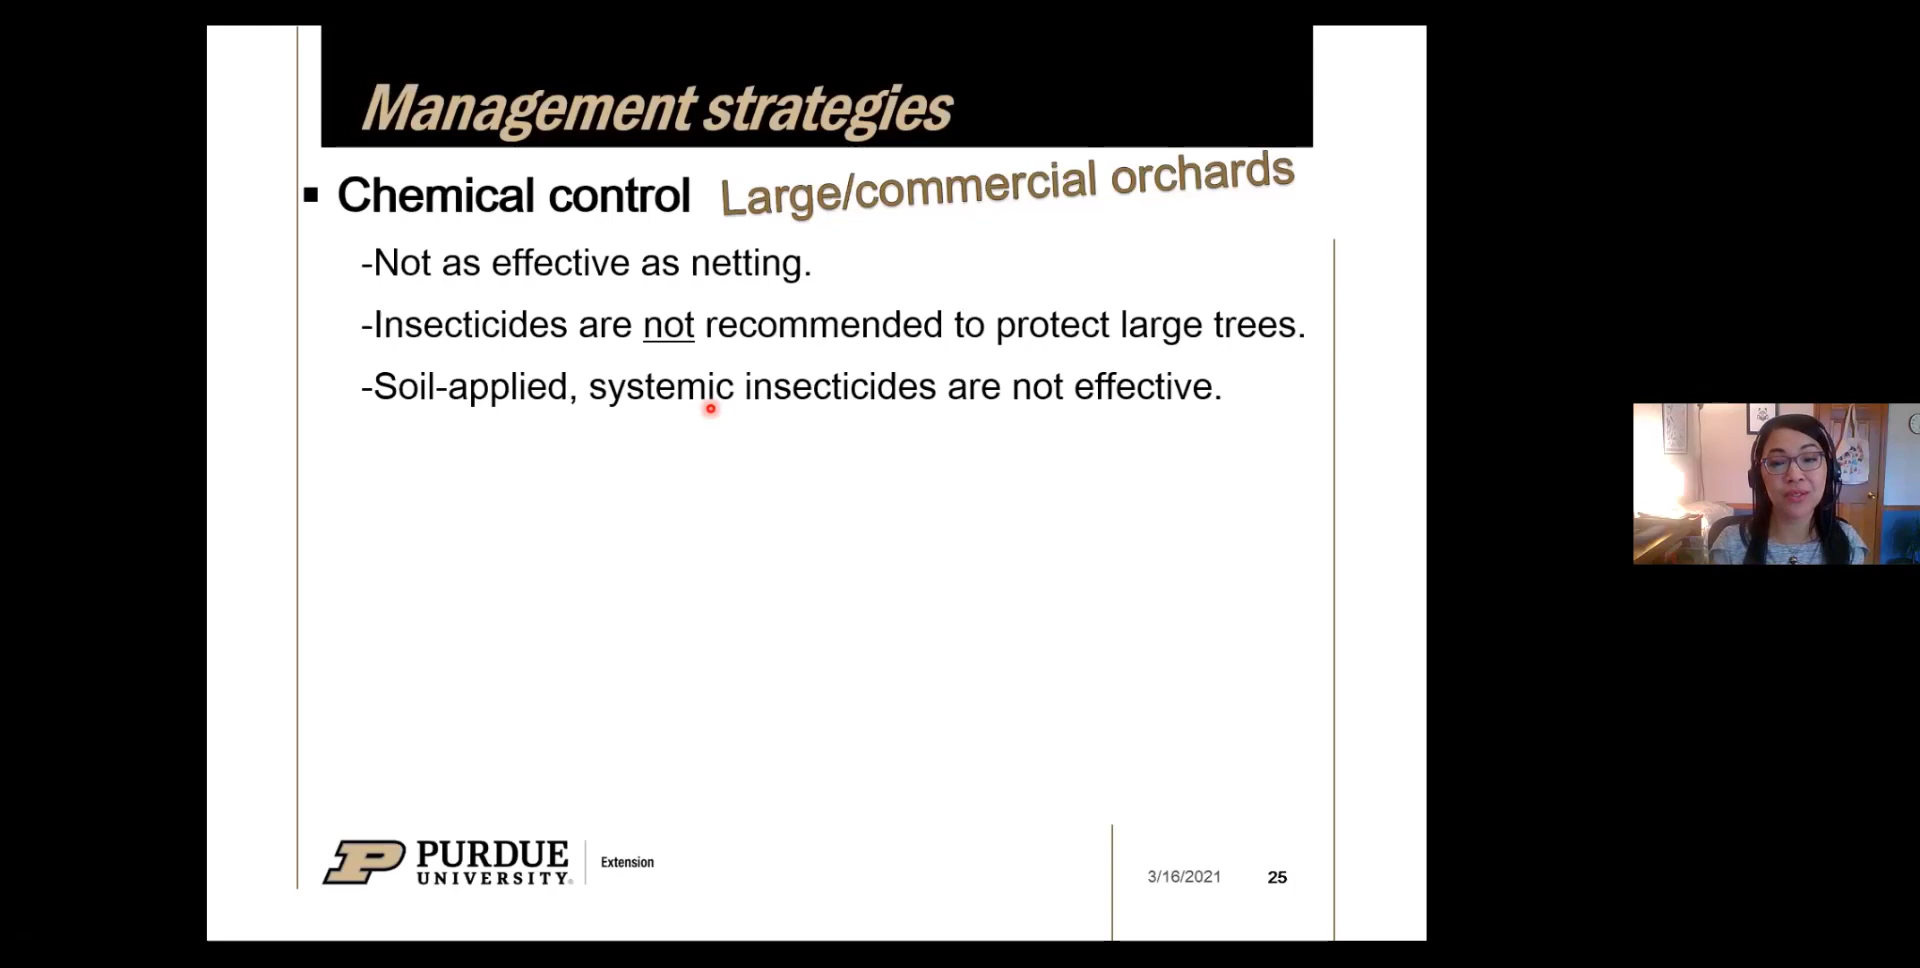 Management strategies
▪ Chemical control Large/commercial orchards
-Not as effective as netting.
-Insecticides are not recommended to protect large trees.
-Soil-applied, systemic insecticides are not effective.
P PURDUE UNIVERSITY®
Extension
3/16/2021 25